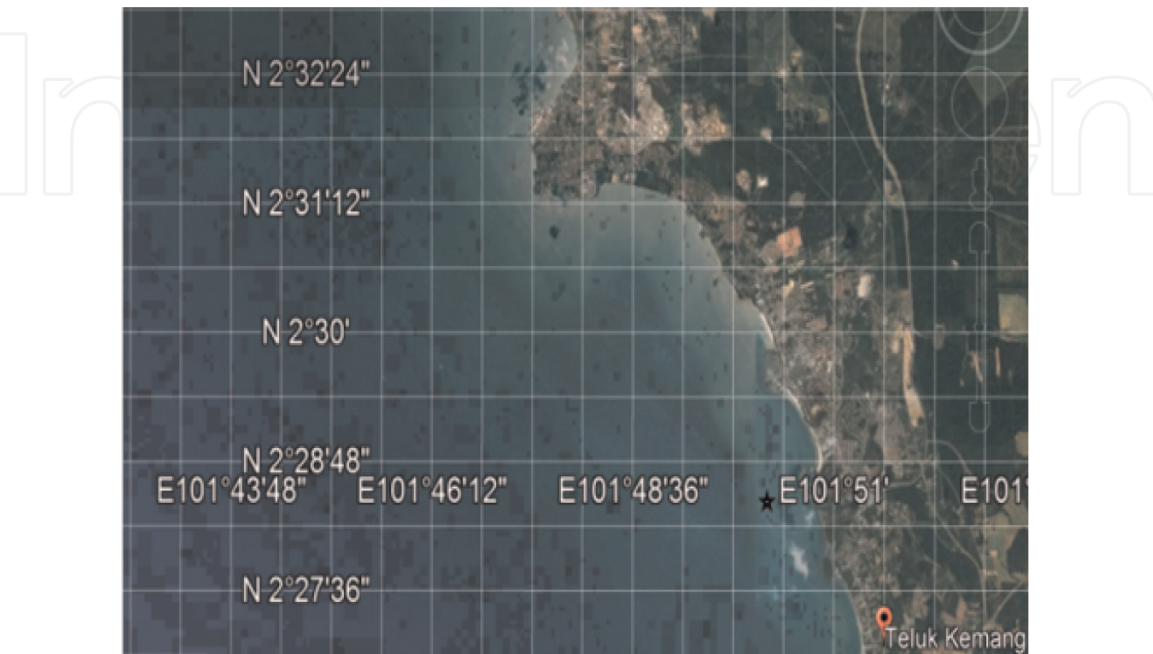 N 2°32'24"
N 2°31'12"
N 2°30'
N 2°28'48"
E101°43'48" E101°46'12" E101°48'36" E101°51' E101°
N 2°27'36"
Teluk Kemang